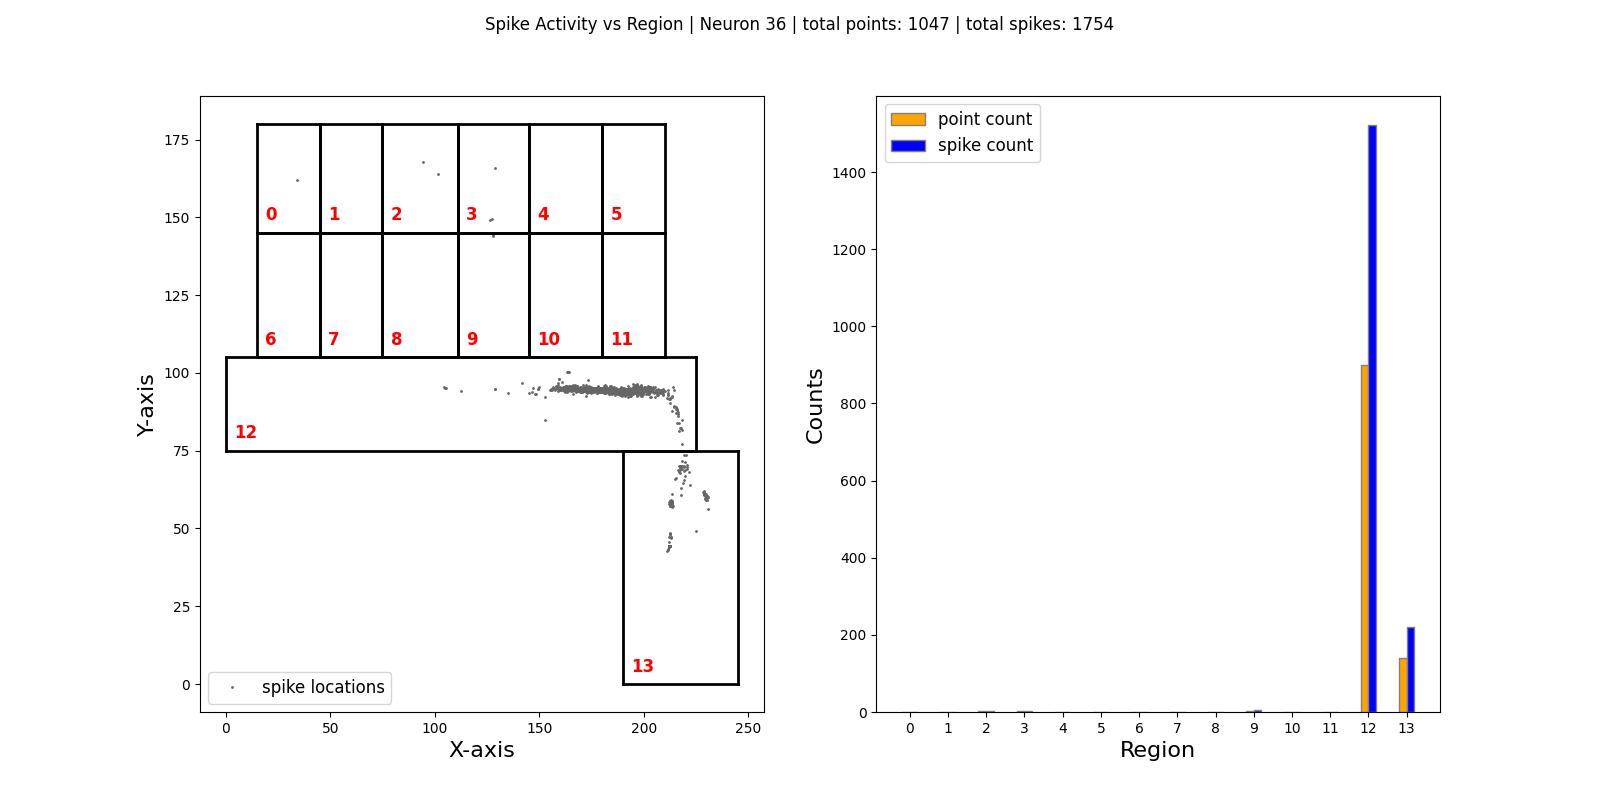 Spike Activity vs Region | Neuron 36 | total points: 1047 | total spikes: 1754
175
150
125
100
75
50
25
0
Y-axis
0 1 2 3 4 5
6 7 8 9 10 11
12
13
spike locations
0 50 100 150 200 250
X-axis
point count
spike count
1400
1200
1000
800
600
400
200
0
Counts
0 1 2 3 4 5 6 7 8 9 10 11 12 13
Region